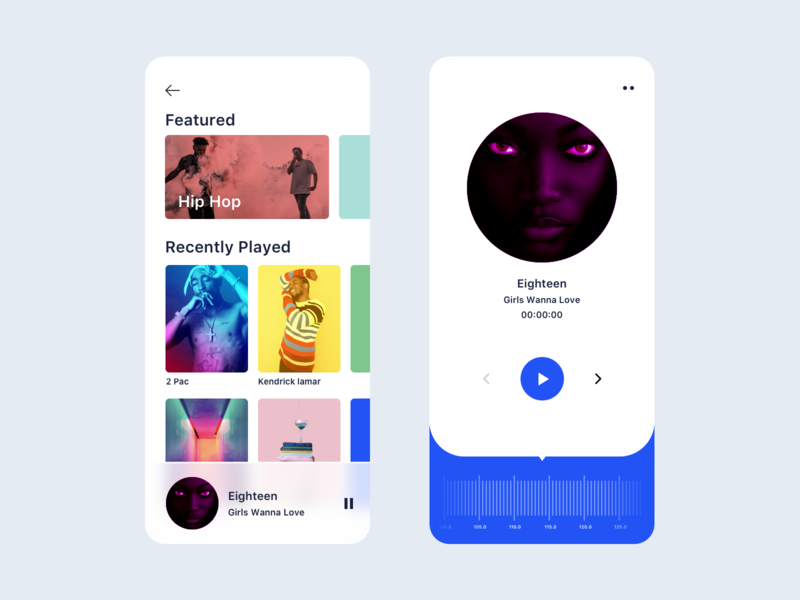 Featured
Hip Hop
Recently Played
2 Pac
Kendrick lamar
Eighteen
Girls Wanna Love
Eighteen
Girls Wanna Love
00:00:00
105.0
110.0
115.0
120.0
125.0